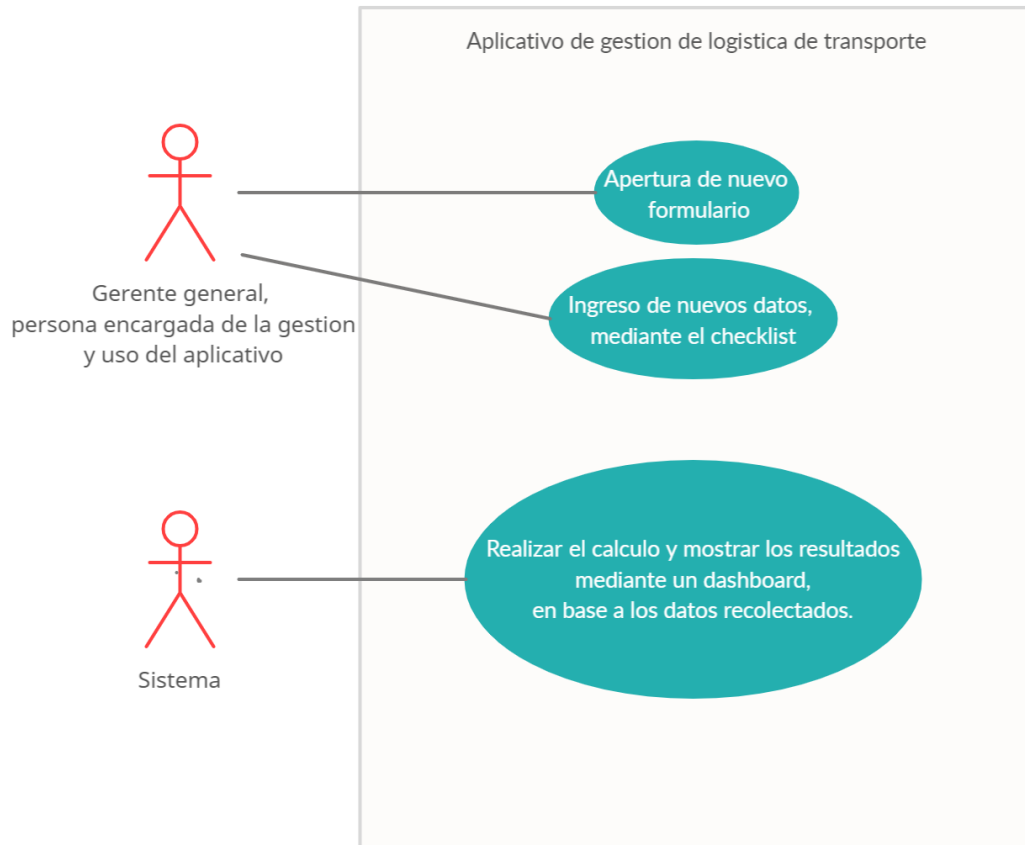 Aplicativo de gestion de logistica de transporte
Apertura de nuevo
formulario
Gerente general,
persona encargada de la gestion
y uso del aplicativo
Ingreso de nuevos datos,
mediante el checklist
Realizar el calculo y mostrar los resultados
mediante un dashboard,
en base a los datos recolectados.
Sistema